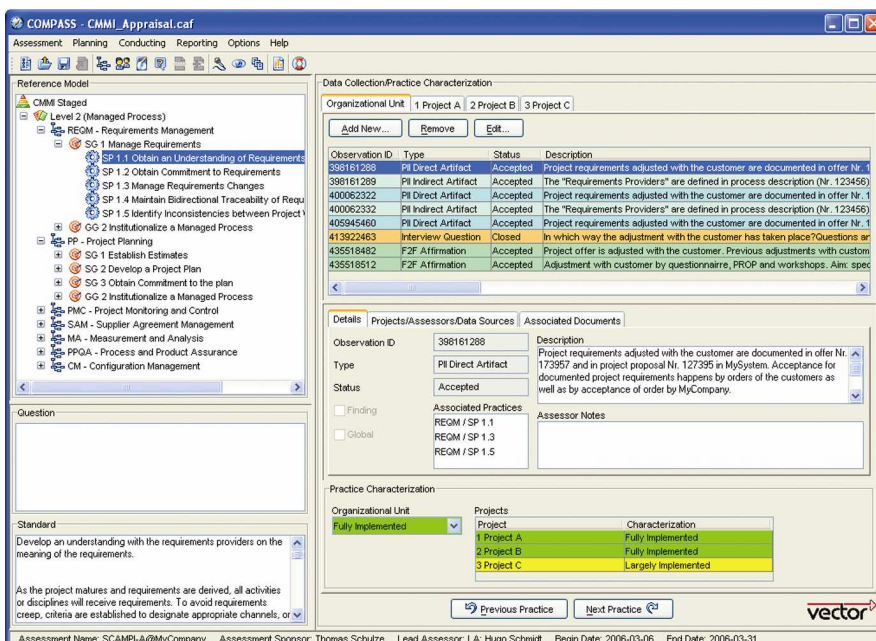 COMPASS - CMMI_Appraisal.caf
Assessment Planning Conducting Reporting Options Help
Reference Model
CMMI Staged
Level 2 (Managed Process)
REQM - Requirements Management
SG 1 Manage Requirements
SP 1.1 Obtain an Understanding of Requirements
SP 1.2 Obtain Commitment to Requirements
SP 1.3 Manage Requirements Changes
SP 1.4 Maintain Bidirectional Traceability of Requ
SP 1.5 Identify Inconsistencies between Project
GG 2 Institutionalize a Managed Process
PP - Project Planning
SG 1 Establish Estimates
SG 2 Develop a Project Plan
SG 3 Obtain Commitment to the plan
GG 2 Institutionalize a Managed Process
PMC - Project Monitoring and Control
SAM - Supplier Agreement Management
MA - Measurement and Analysis
PPQA - Process and Product Assurance
CM - Configuration Management
Question
Standard
Develop an understanding with the requirements providers on the
meaning of the requirements.
As the project matures and requirements are derived, all activities
or disciplines will receive requirements. To avoid requirements
creep, criteria are established to designate appropriate channels, or
Data Collection/Practice Characterization
Organizational Unit 1 Project A 2 Project B 3 Project C
Add New... Remove Edit...
Observation ID Type Status Description
398161288 PII Direct Artifact Accepted Project requirements adjusted with the customer are documented in offer Nr. 1
398161289 PII Indirect Artifact Accepted The "Requirements Providers" are defined in process description (Nr. 123456)
400062322 PII Direct Artifact Accepted Project requirements adjusted with the customer are documented in offer Nr. 1
400062332 PII Indirect Artifact Accepted The "Requirements Providers" are defined in process description (Nr. 123456)
405945460 PII Direct Artifact Accepted Project requirements adjusted with the customer are documented in offer Nr. 1
413922463 Interview Question Closed In which way the adjustment with the customer has taken place?Questions ar
435518482 F2F Affirmation Accepted Project offer is adjusted with the customer. Previous adjustments with custom
435518512 F2F Affirmation Accepted Adjustment with customer by questionnairre, PROP and workshops. Aim: spec
Details Projects/Assessors/Data Sources Associated Documents
Observation ID 398161288
Type PII Direct Artifact
Status Accepted
Finding
Global
Associated Practices
REQM / SP 1.1
REQM / SP 1.3
REQM / SP 1.5
Description
Project requirements adjusted with the customer are documented in offer Nr.
173957 and in project proposal Nr. 127395 in MySystem. Acceptance for
documented project requirements happens by orders of the customers as
well as by acceptance of order by MyCompany.
Assessor Notes
Practice Characterization
Organizational Unit
Fully Implemented
Projects
Project Characterization
1 Project A Fully Implemented
2 Project B Fully Implemented
3 Project C Largely Implemented
Previous Practice Next Practice
vector
Assessment Name: SCAMPI-A@MyCompany Assessment Sponsor: Thomas Schulze Lead Assessor: LA: Hugo Schmidt Begin Date: 2006-03-06 End Date: 2006-03-31